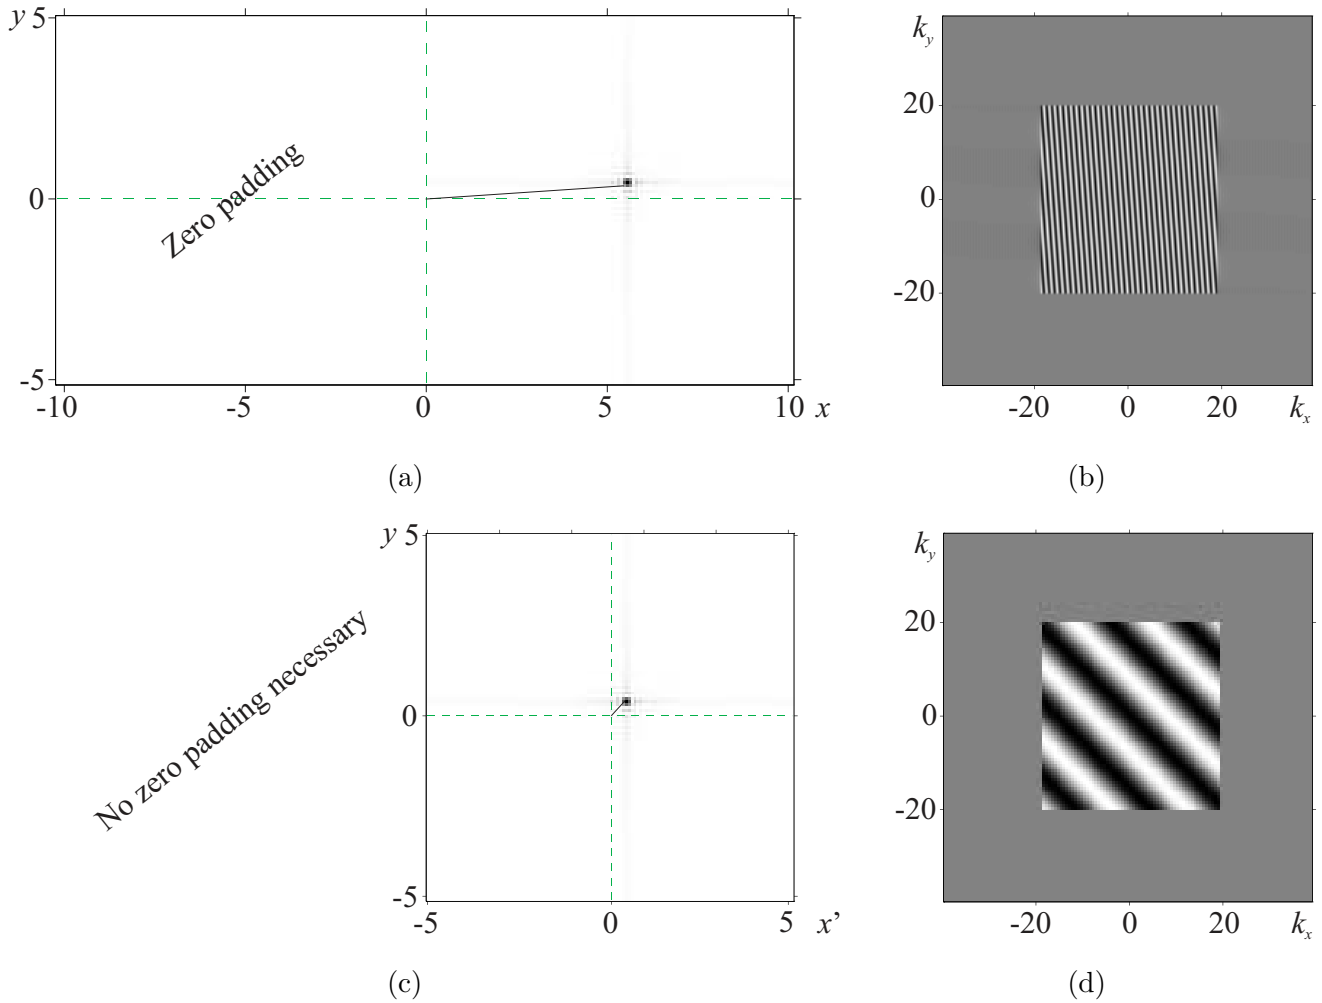 y 5
0
-5
-10 -5 0 5 10 x
Zero padding
(a)
k_y
20
0
-20
-20 0 20 k_x
(b)
y 5
0
-5
-5 0 5 x’
No zero padding necessary
(c)
k_y
20
0
-20
-20 0 20 k_x
(d)